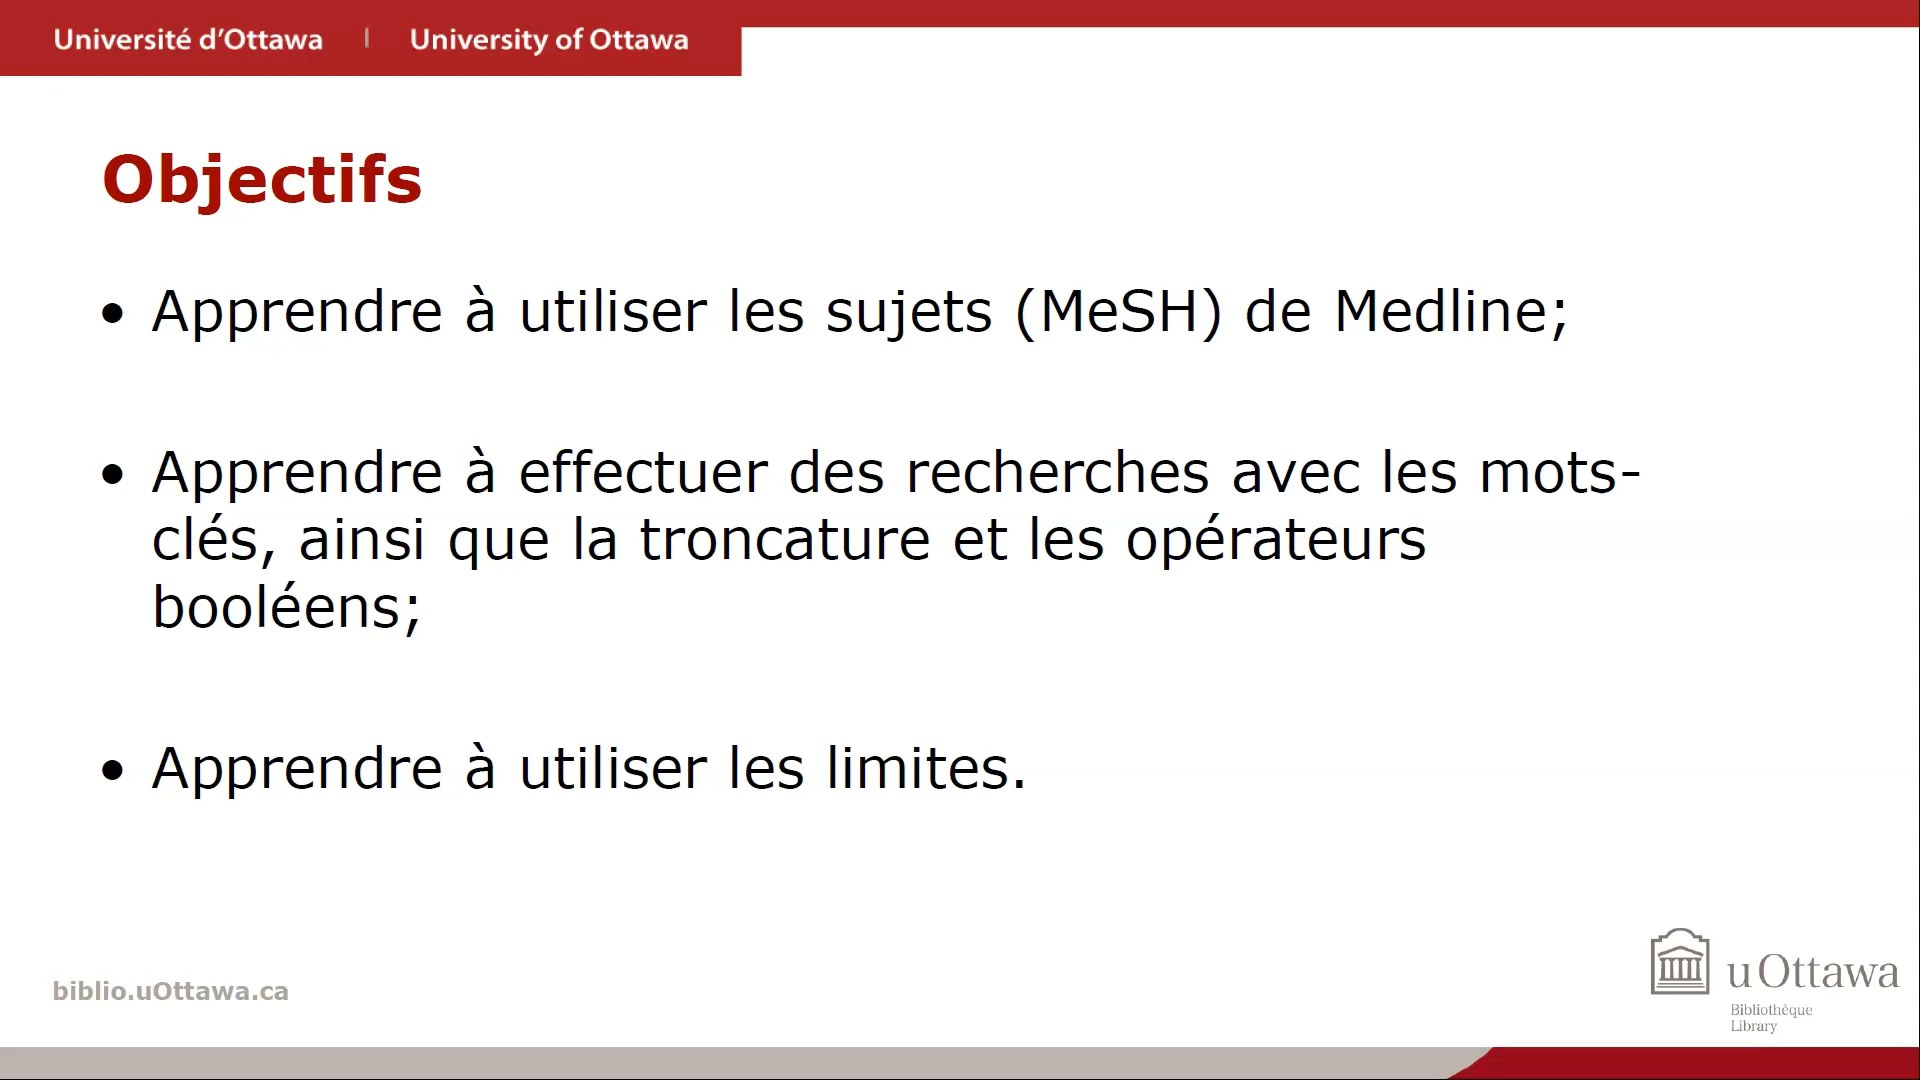 Université d'Ottawa | University of Ottawa
Objectifs
• Apprendre à utiliser les sujets (MeSH) de Medline;
• Apprendre à effectuer des recherches avec les mots-
clés, ainsi que la troncature et les opérateurs
booléens;
• Apprendre à utiliser les limites.
biblio.uOttawa.ca
uOttawa
Bibliothèque
Library